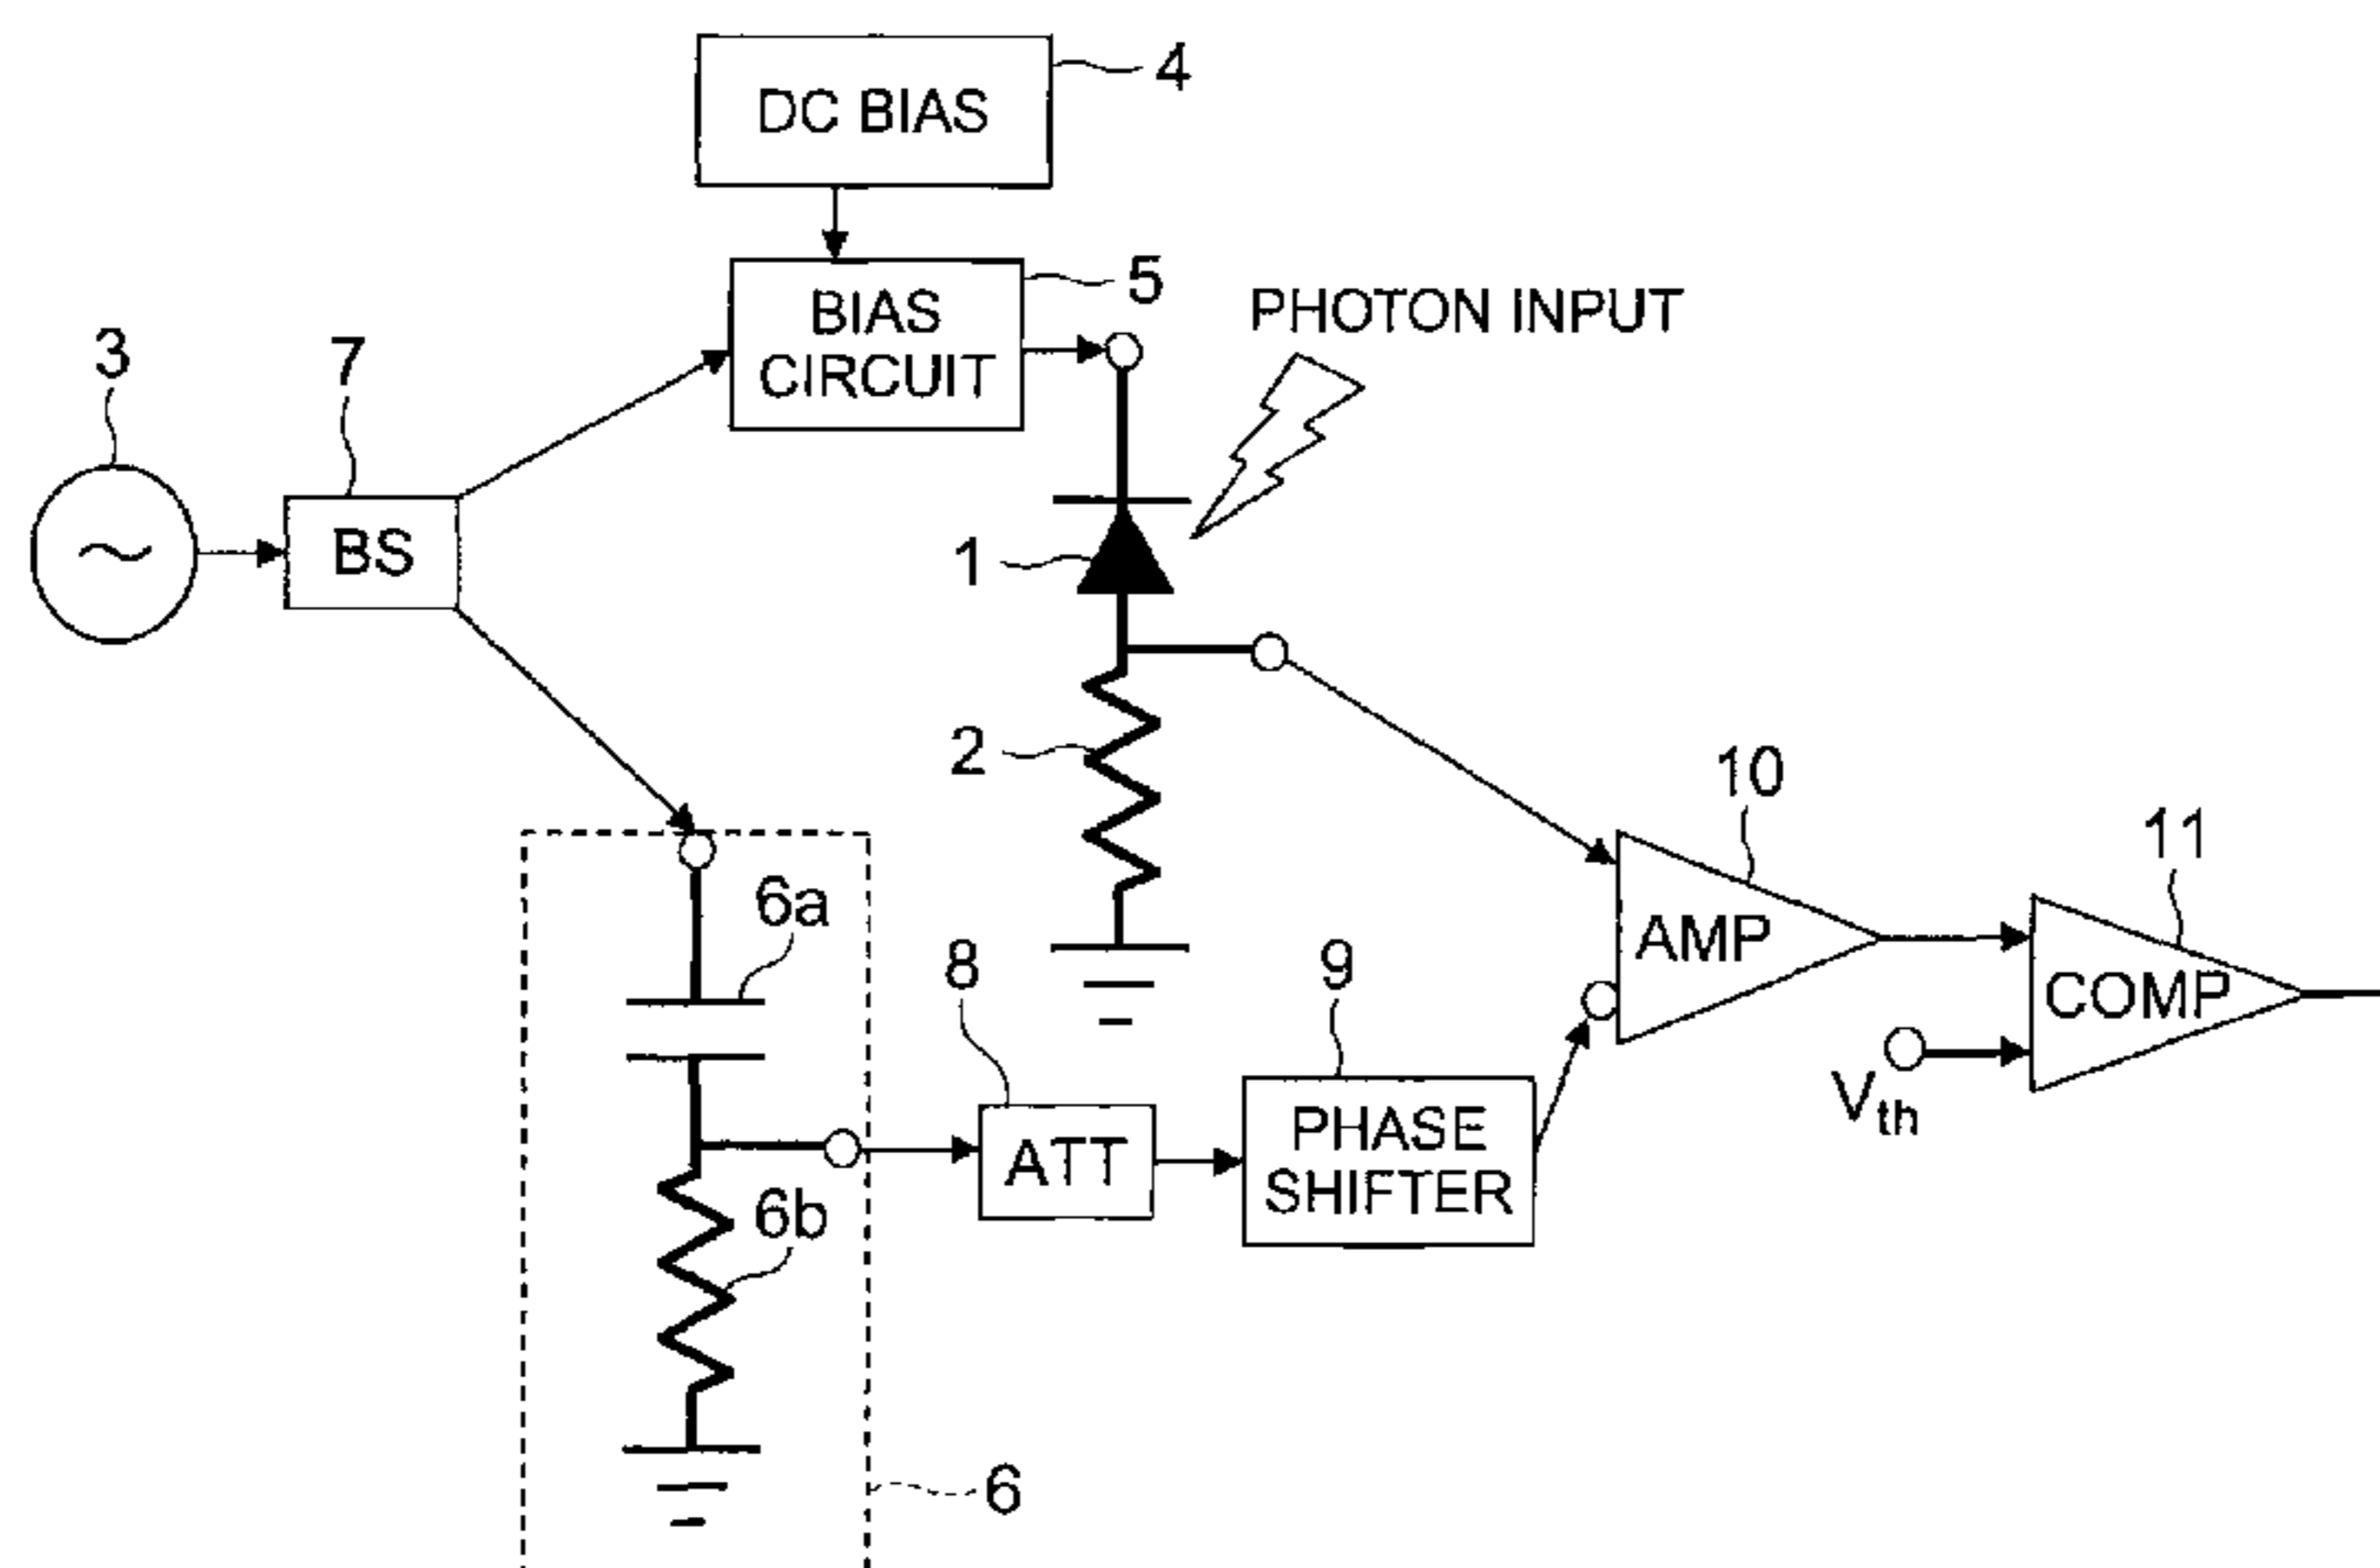 DC BIAS
4
BIAS
CIRCUIT
5
PHOTON INPUT
3
7
BS
1
2
10
11
6a
8
9
AMP
COMP
Vth
ATT
PHASE
SHIFTER
6b
6